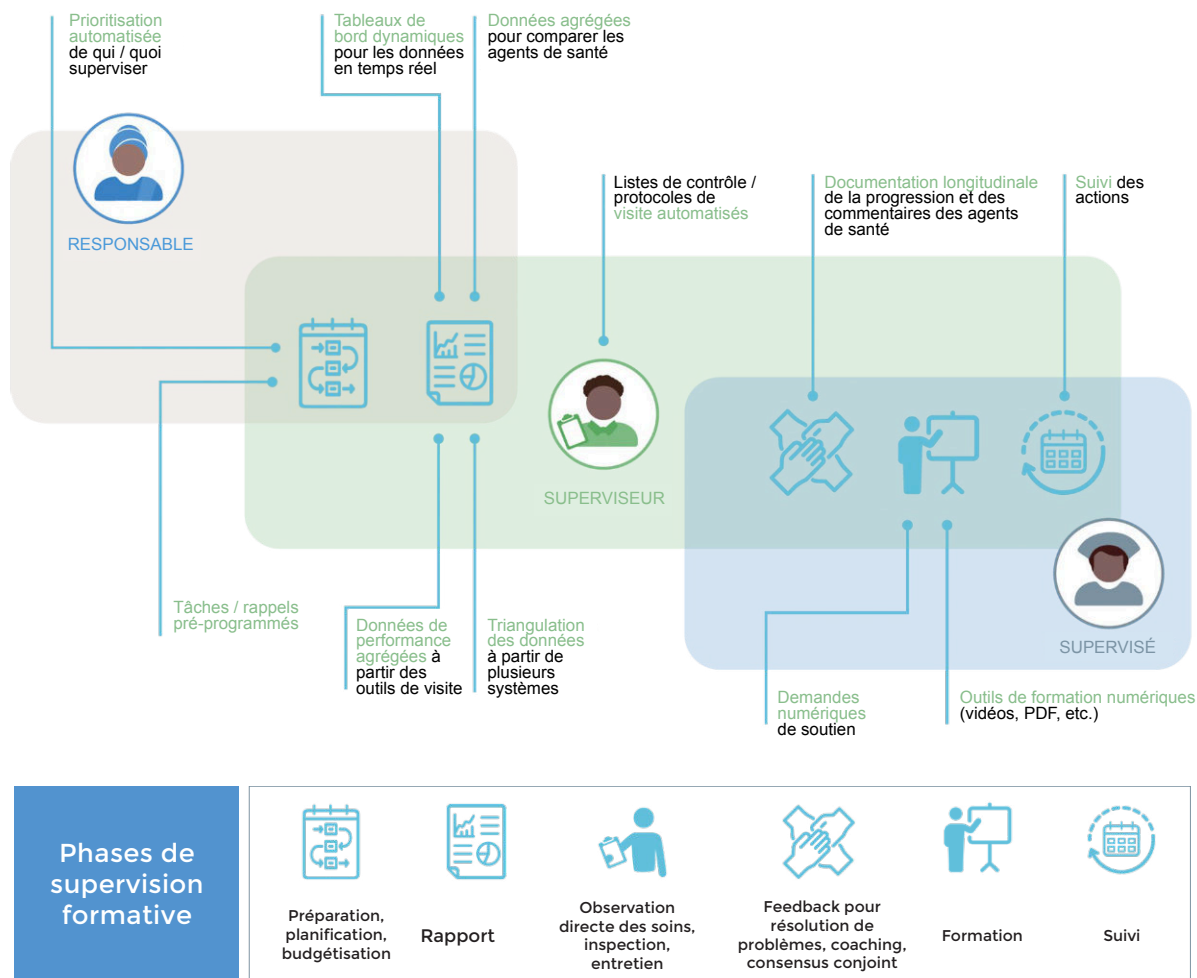 Prioritisation
automatisée
de qui / quoi
superviser
Tableaux de
bord dynamiques
pour les données
en temps réel
Données agrégées
pour comparer les
agents de santé
RESPONSABLE
Listes de contrôle /
protocoles de
visite automatisés
Documentation longitudinale
de la progression et des
commentaires des agents
de santé
Suivi des
actions
SUPERVISEUR
SUPERVISÉ
Tâches / rappels
pré-programmés
Données de
performance
agrégées à
partir des
outils de visite
Triangulation
des données
à partir de
plusieurs
systèmes
Demandes
numériques
de soutien
Outils de formation numériques
(vidéos, PDF, etc.)
Phases de
supervision
formative
Préparation,
planification,
budgétisation
Rapport
Observation
directe des soins,
inspection,
entretien
Feedback pour
résolution de
problèmes, coaching,
consensus conjoint
Formation
Suivi